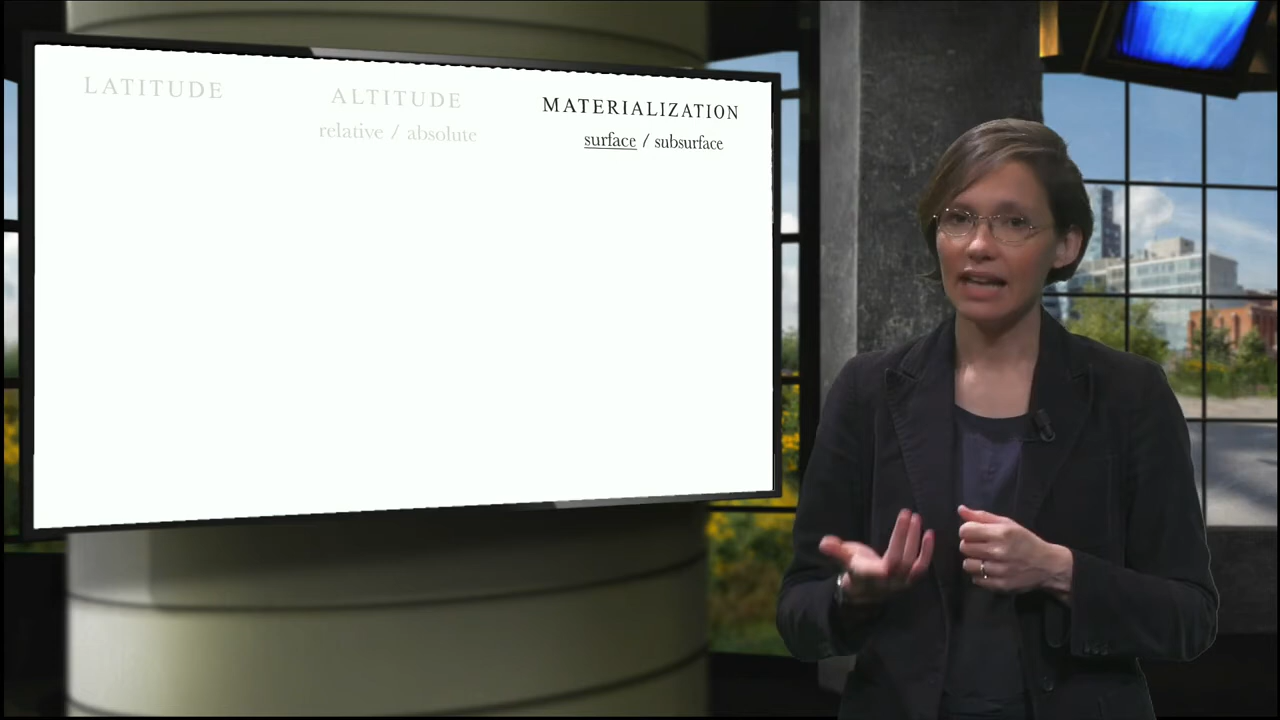 LATITUDE
ALTITUDE
relative / absolute
MATERIALIZATION
surface / subsurface